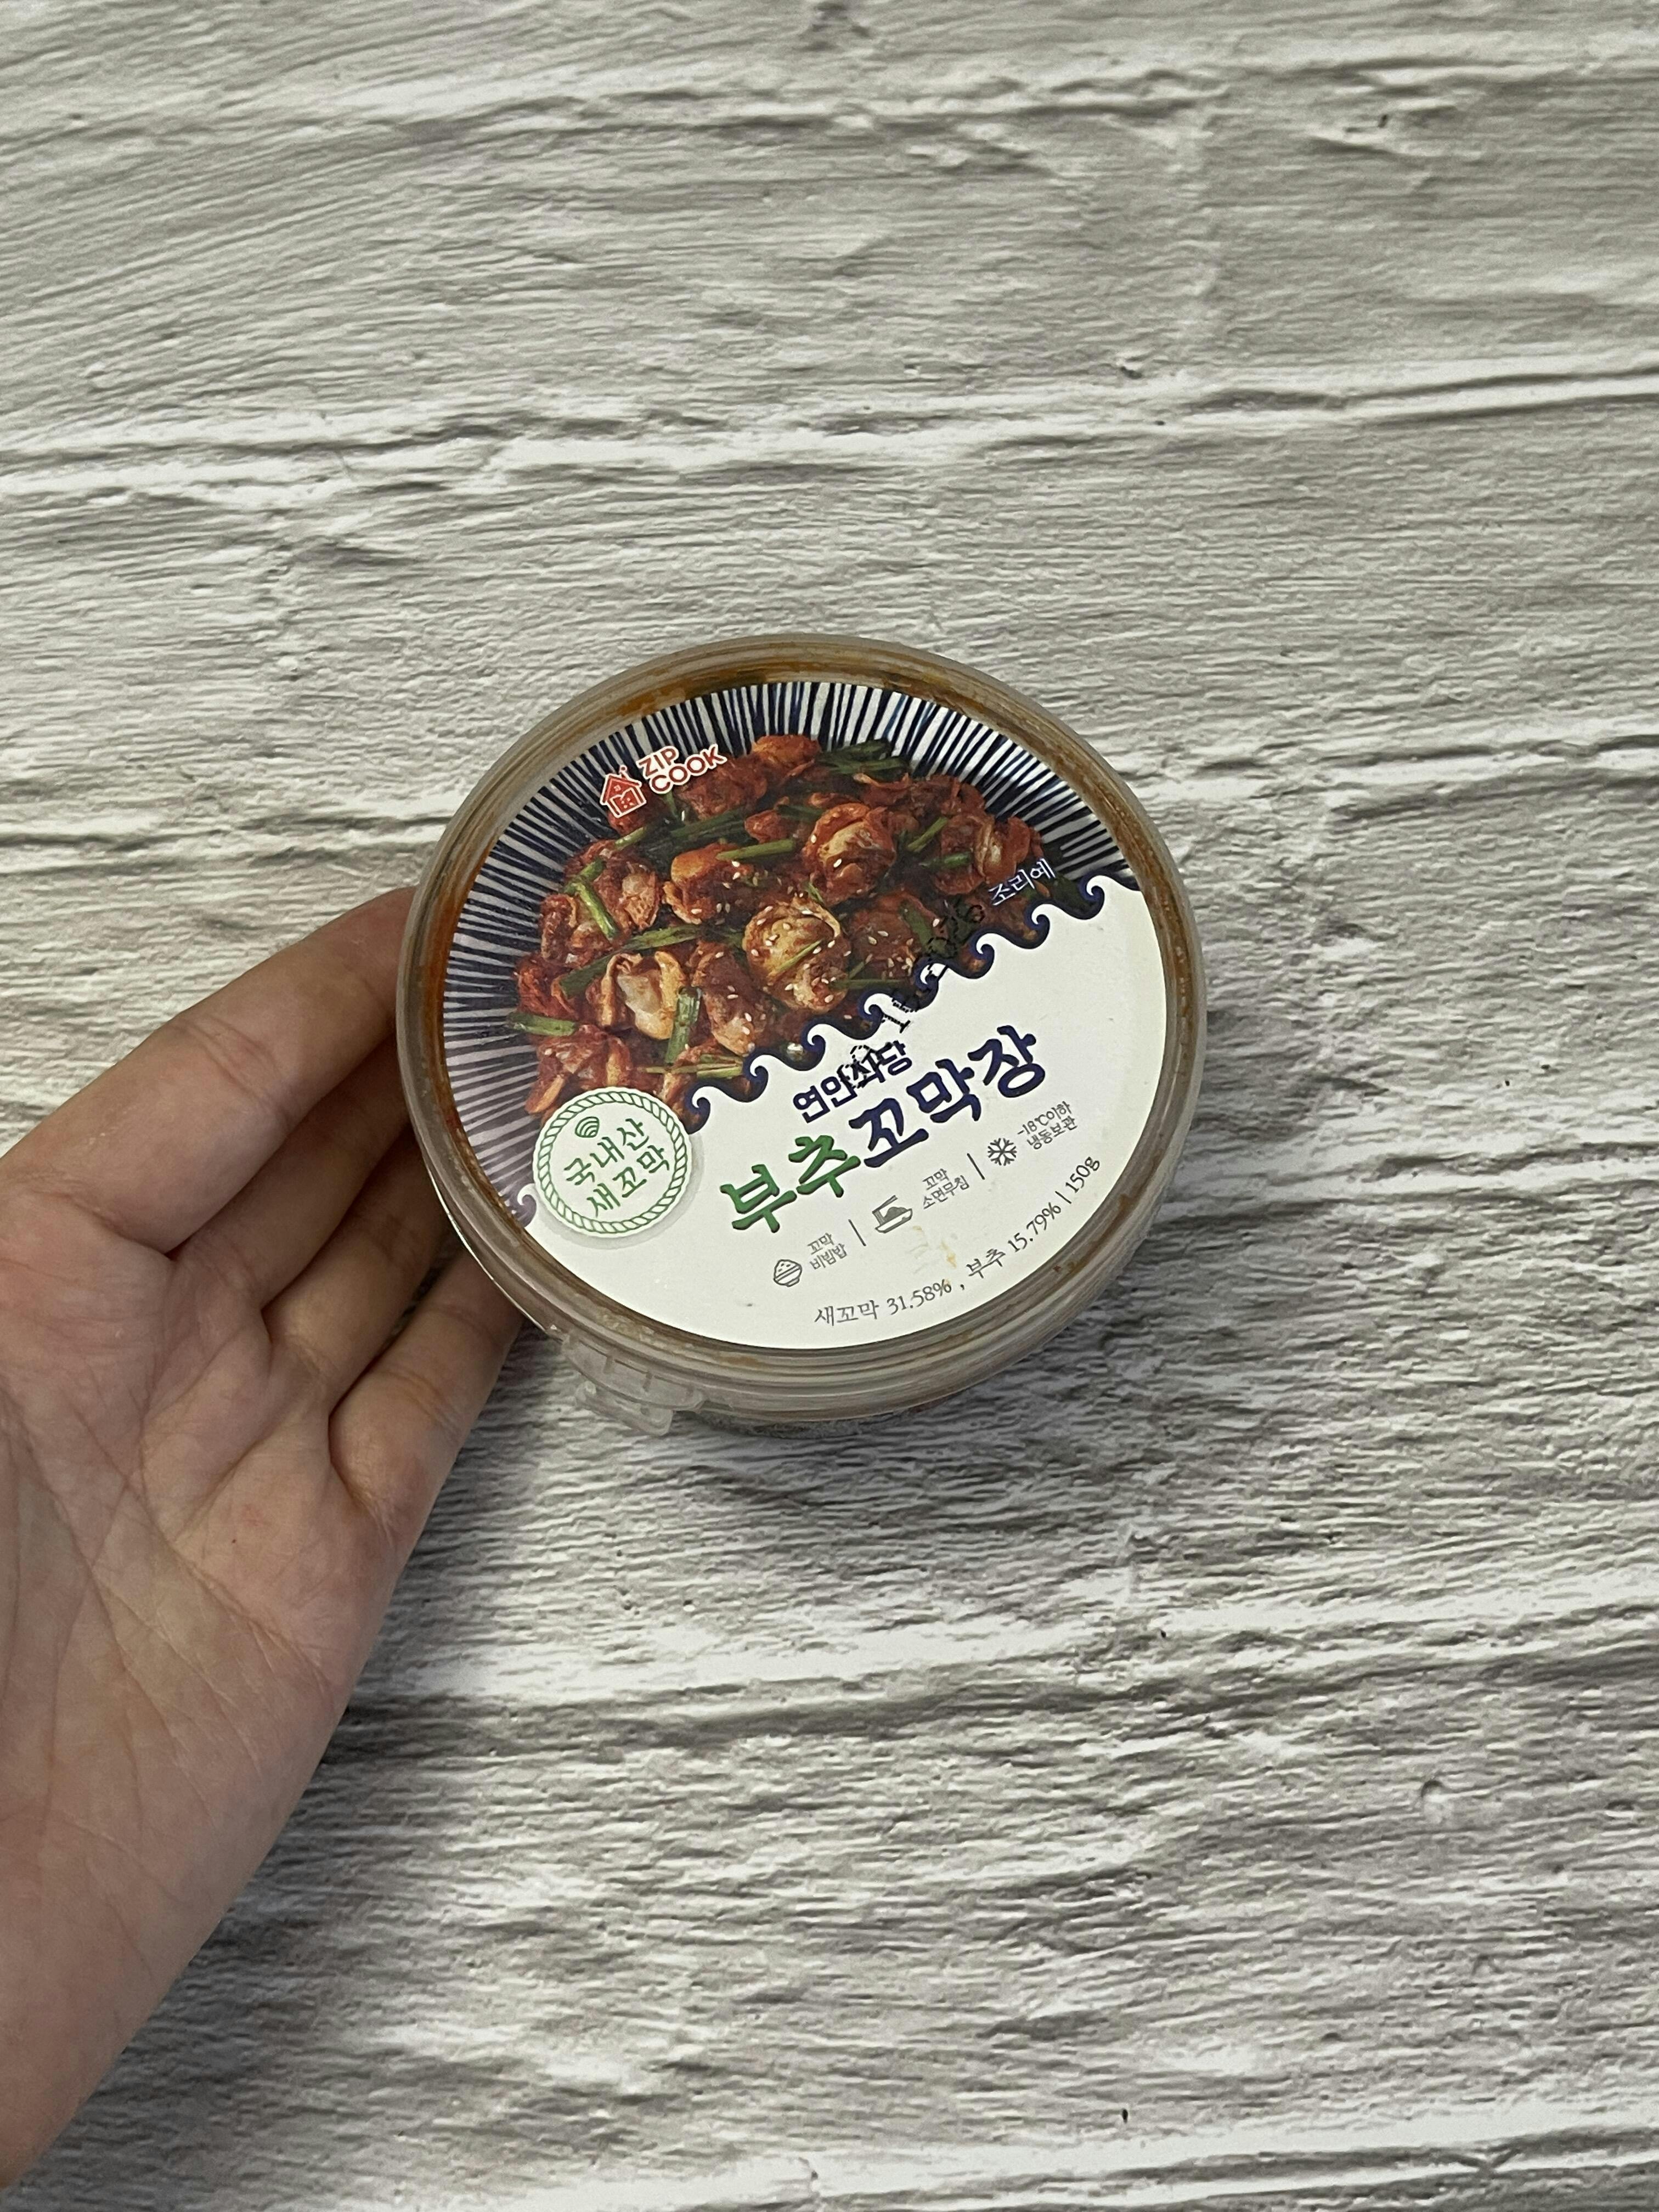 ZIP
COOK
조리예
연안식당
부추꼬막장
국내산
새꼬막
꼬막
비빔밥
꼬막
소면무침
-18℃이하
냉동보관
새꼬막 31.58% , 부추 15.79% | 150g